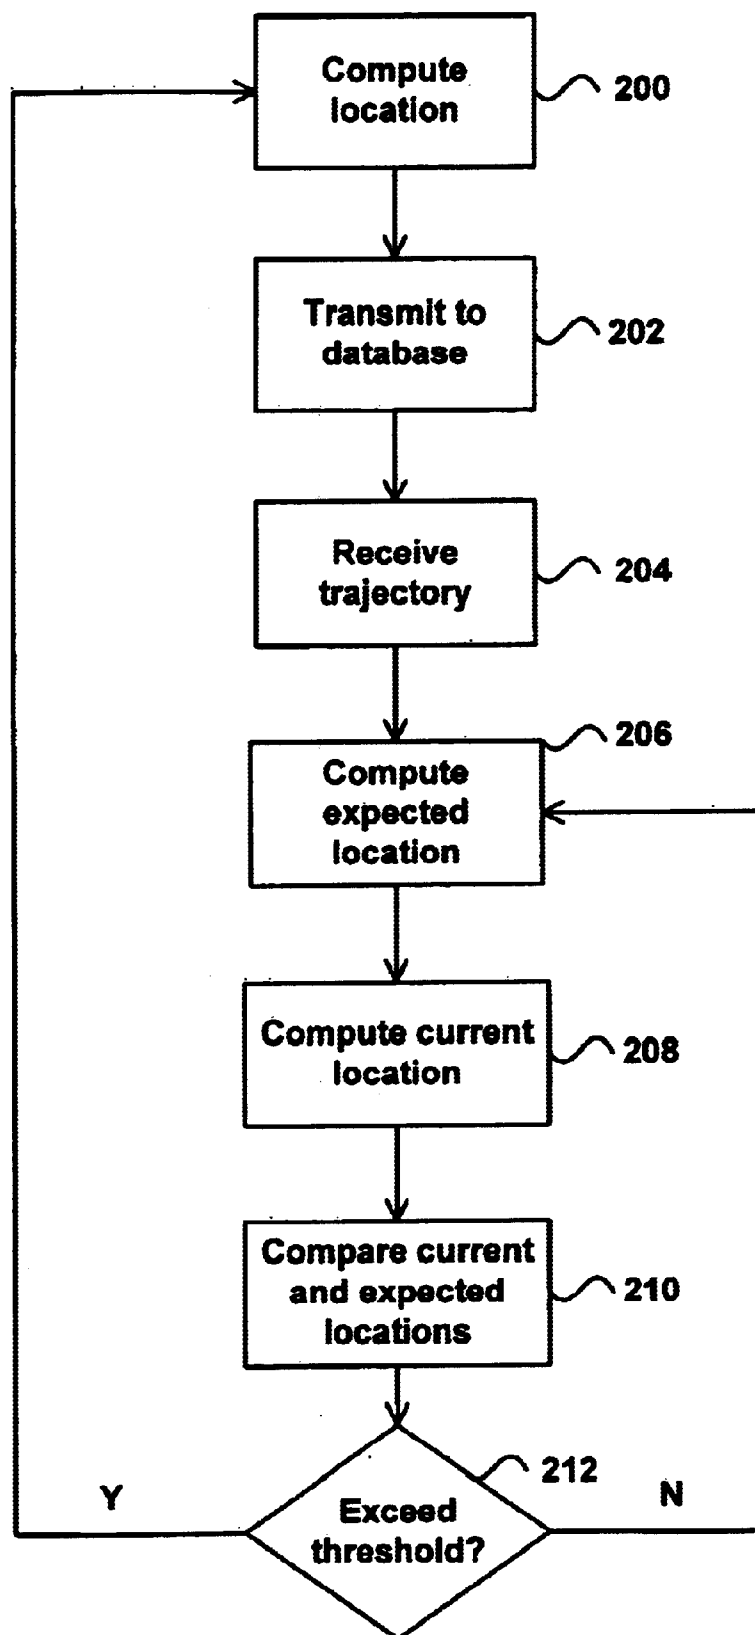 Compute
location
200
Transmit to
database
202
Receive
trajectory
204
206
Compute
expected
location
Compute current
location
208
Compare current
and expected
locations
210
212
Y
N
Exceed
threshold?